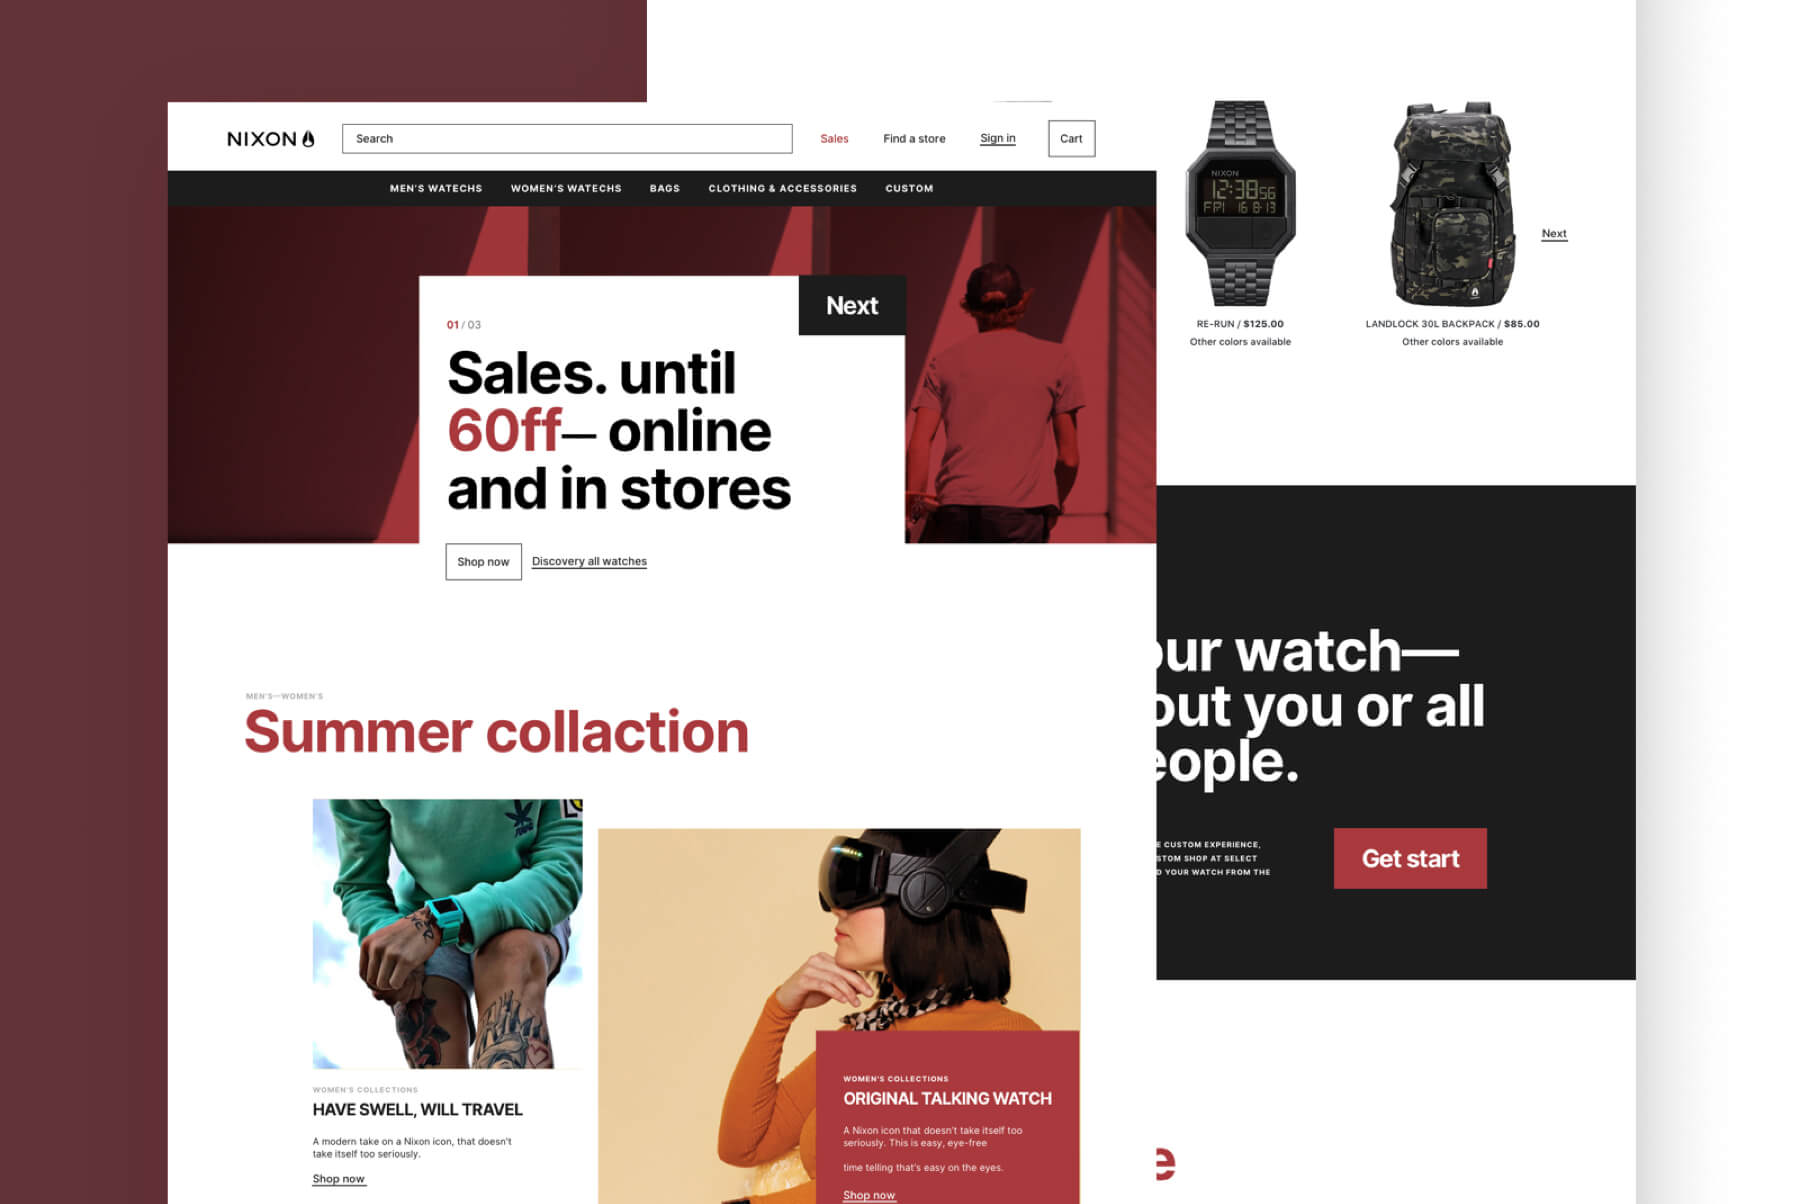 NIXON
Search
Sales
Find a store
Sign in
Cart
MEN'S WATECHS
WOMEN'S WATECHS
BAGS
CLOTHING & ACCESSORIES
CUSTOM
01 / 03
Next
Sales. until
60ff— online
and in stores
Shop now
Discovery all watches
MEN'S—WOMEN'S
Summer collaction
WOMEN'S COLLECTIONS
HAVE SWELL, WILL TRAVEL
A modern take on a Nixon icon, that doesn't
take itself too seriously.
Shop now
WOMEN'S COLLECTIONS
ORIGINAL TALKING WATCH
A Nixon icon that doesn't take itself too
seriously. This is easy, eye-free
time telling that's easy on the eyes.
Shop now
NIXON
12:38 56
FRI 16 8-13
RE-RUN / $125.00
Other colors available
LANDLOCK 30L BACKPACK / $85.00
Other colors available
Next
our watch—
out you or all
eople.
E CUSTOM EXPERIENCE,
STOM SHOP AT SELECT
D YOUR WATCH FROM THE
Get start
e